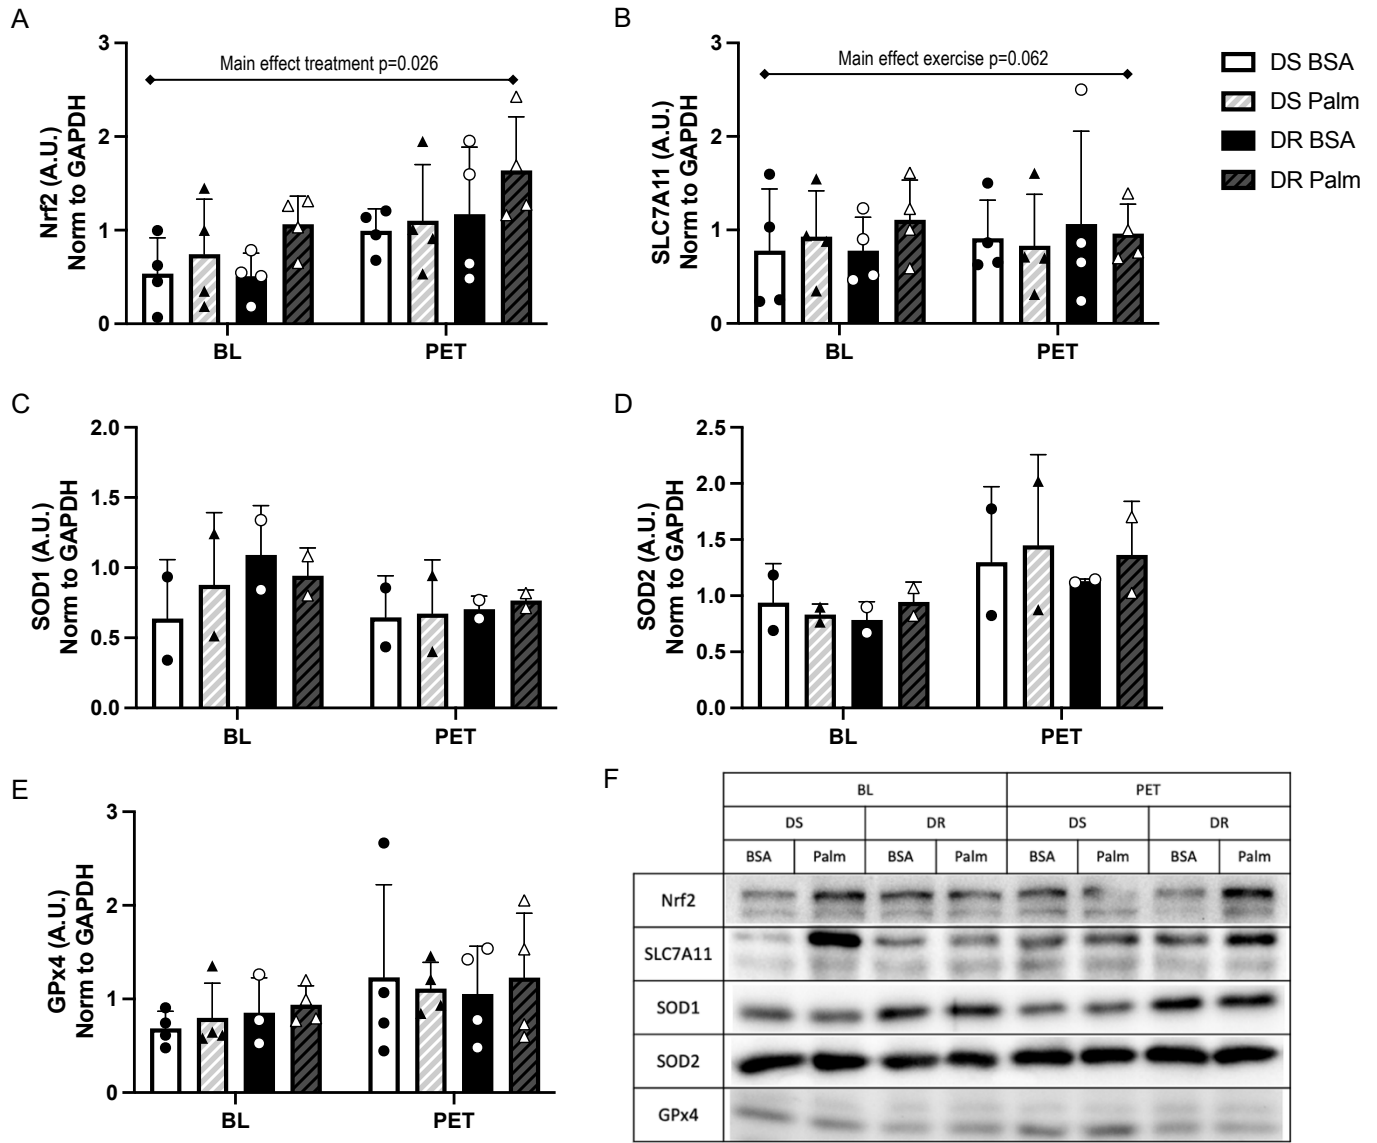 A
3
2
1
0
Nrf2 (A.U.)
Norm to GAPDH
Main effect treatment p=0.026
BL
PET
B
3
2
1
0
SLC7A11 (A.U.)
Norm to GAPDH
Main effect exercise p=0.062
BL
PET
DS BSA
DS Palm
DR BSA
DR Palm
C
2.0
1.5
1.0
0.5
0.0
SOD1 (A.U.)
Norm to GAPDH
BL
PET
D
2.5
2.0
1.5
1.0
0.5
0.0
SOD2 (A.U.)
Norm to GAPDH
BL
PET
E
3
2
1
0
GPx4 (A.U.)
Norm to GAPDH
BL
PET
F
BL PET
DS DR DS DR
BSA Palm BSA Palm BSA Palm BSA Palm
Nrf2
SLC7A11
SOD1
SOD2
GPx4